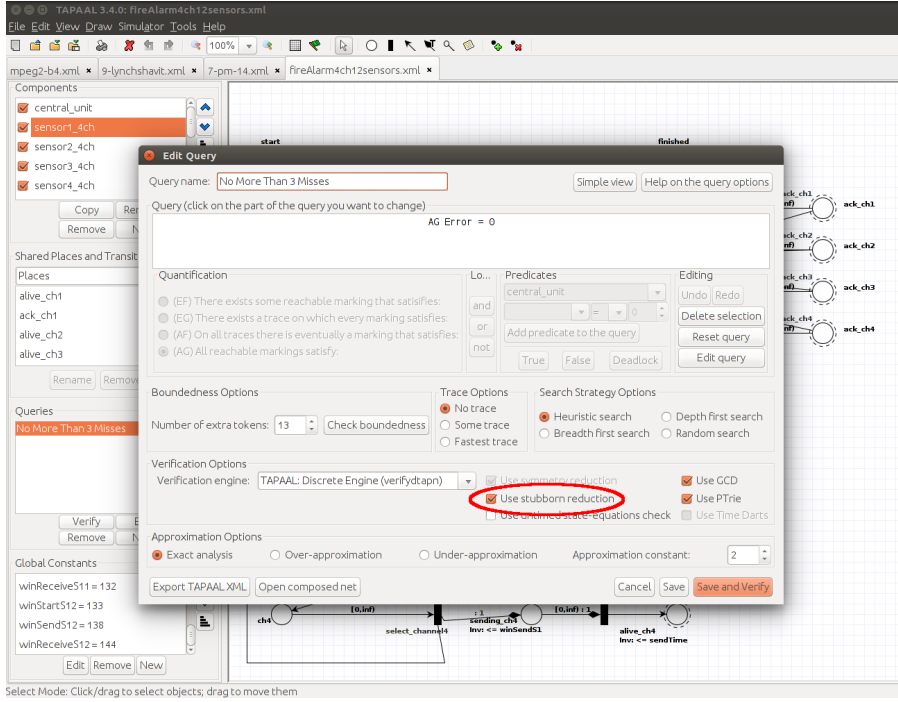 TAPAAL 3.4.0: fireAlarm4ch12sensors.xml
File Edit View Draw Simulator Tools Help
100%
mpeg2-b4.xml 9-lynchshavit.xml 7-pm-14.xml fireAlarm4ch12sensors.xml
Components
central_unit
sensor1_4ch
sensor2_4ch
sensor3_4ch
sensor4_4ch
Copy
Remove
Shared Places and Transit
Places
alive_ch1
ack_ch1
alive_ch2
alive_ch3
Rename Remov
Queries
No More Than 3 Misses
Verify E
Remove N
Global Constants
winReceiveS11 = 132
winStartS12 = 133
winSendS12 = 138
winReceiveS12 = 144
Edit Remove New
start finished
Edit Query
Query name: No More Than 3 Misses Simple view Help on the query options
Query (click on the part of the query you want to change)
AG Error = 0
Quantification
(EF) There exists some reachable marking that satisfies:
(EG) There exists a trace on which every marking satisfies:
(AF) On all traces there is eventually a marking that satisfies:
(AG) All reachable markings satisfy:
Lo...
and
or
not
Predicates
central_unit
= 0
Add predicate to the query
True False Deadlock
Editing
Undo Redo
Delete selection
Reset query
Edit query
Boundedness Options
Number of extra tokens: 13 Check boundedness
Trace Options
No trace
Some trace
Fastest trace
Search Strategy Options
Heuristic search Depth first search
Breadth first search Random search
Verification Options
Verification engine: TAPAAL: Discrete Engine (verifydtapn)
Use symmetry reduction Use GCD
Use stubborn reduction Use PTrie
Use untimed state-equations check Use Time Darts
Approximation Options
Exact analysis Over-approximation Under-approximation Approximation constant: 2
Export TAPAAL XML Open composed net Cancel Save Save and Verify
ack_ch1
nf) ack_ch1
ack_ch2
nf) ack_ch2
ack_ch3
nf) ack_ch3
ack_ch4
nf) ack_ch4
ch4 [0,inf) select_channel4 : 1 sending_ch4 Inv: <= winSendS1 [0,inf) : 1 alive_ch4 Inv: <= sendTime
Select Mode: Click/drag to select objects; drag to move them